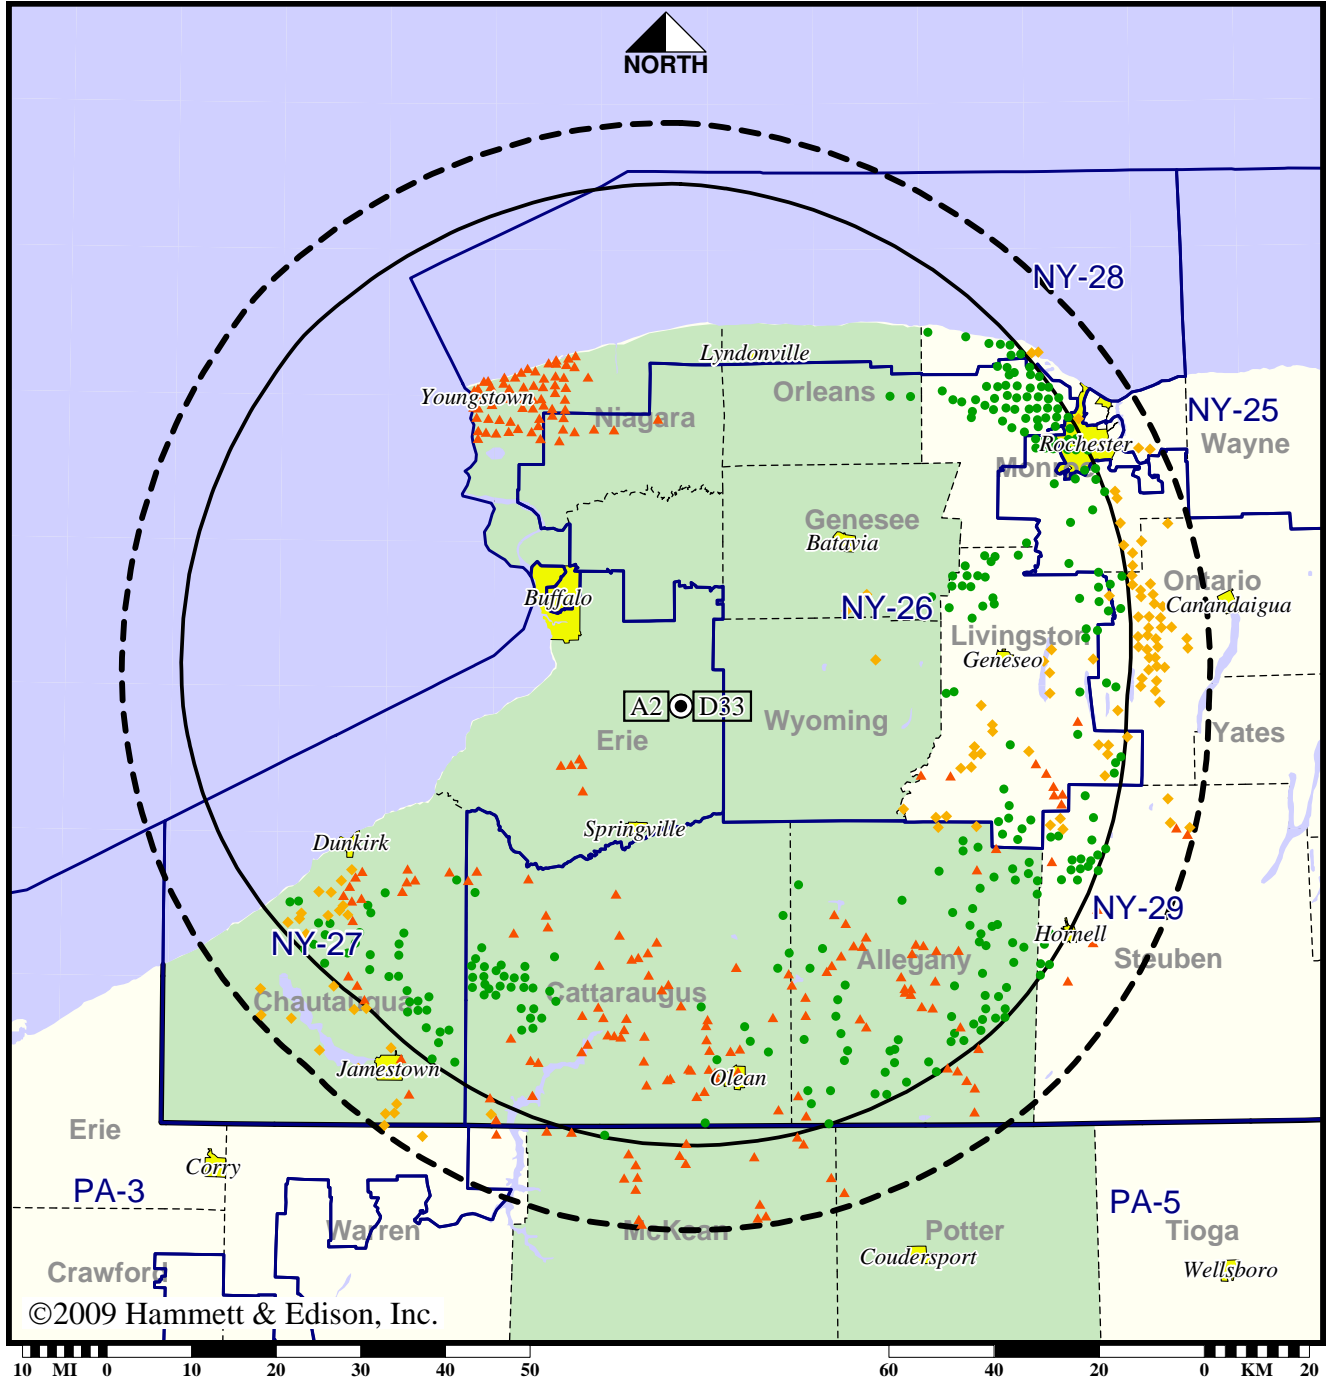 NORTH
NY-28
Lyndonville
Orleans
Youngstown
Niagara
NY-25
Rochester
Wayne
Monroe
Genesee
Batavia
Ontario
Buffalo
NY-26
Canandaigua
Livingston
Geneseo
A2 D33
Wyoming
Erie
Yates
Springville
Dunkirk
NY-29
NY-27
Hornell
Allegany
Steuben
Chautauqua
Cattaraugus
Jamestown
Olean
Erie
Corry
PA-3
PA-5
Warren
McKean
Potter
Tioga
Coudersport
Crawford
Wellsboro
©2009 Hammett & Edison, Inc.
10 MI 0 10 20 30 40 50 60 40 20 0 KM 20